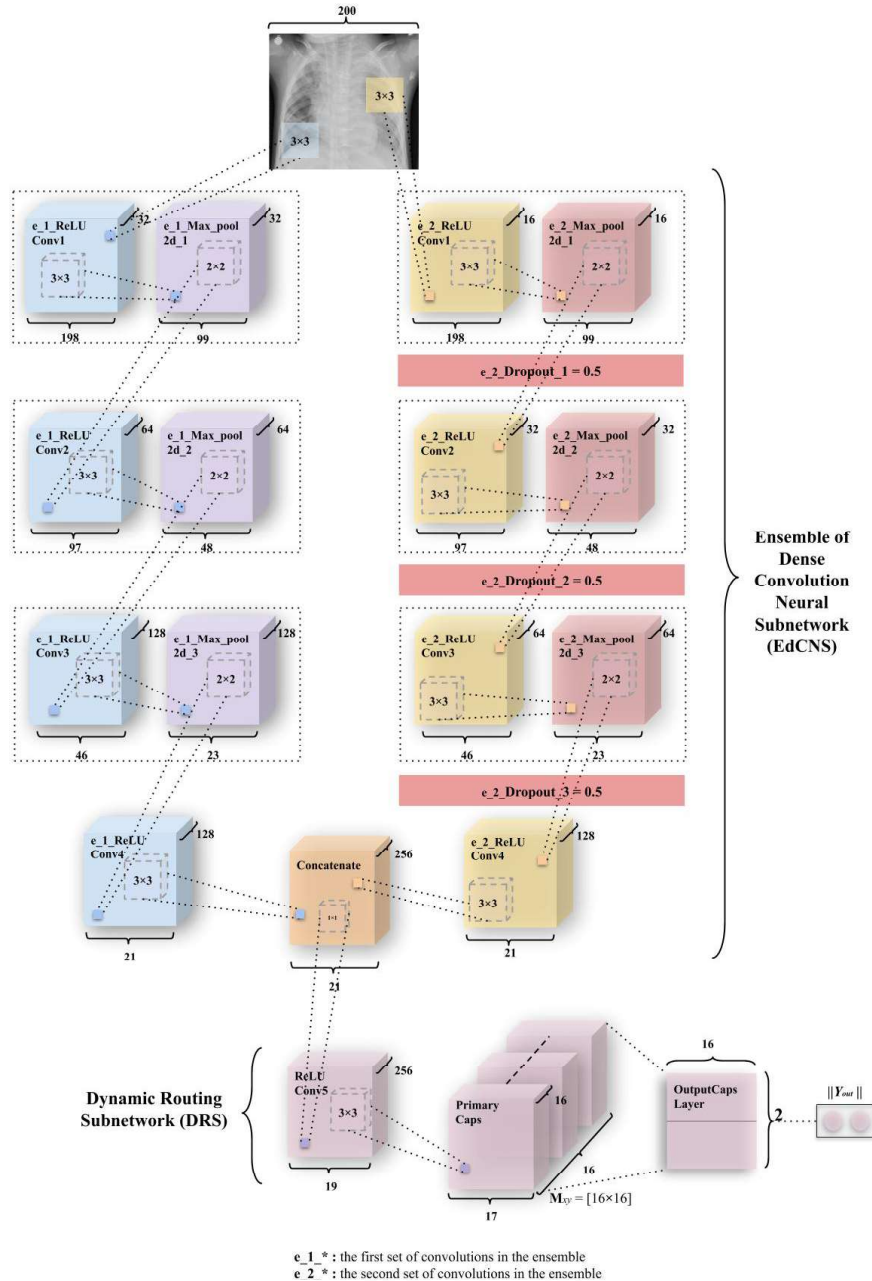 200
3×3
3×3
e_1_ReLU
Conv1
32
3×3
198
e_1_Max_pool
2d_1
32
2×2
99
e_2_ReLU
Conv1
16
3×3
198
e_2_Max_pool
2d_1
16
2×2
99
e_2_Dropout_1 = 0.5
e_1_ReLU
Conv2
64
3×3
97
e_1_Max_pool
2d_2
64
2×2
48
e_2_ReLU
Conv2
32
3×3
97
e_2_Max_pool
2d_2
32
2×2
48
e_2_Dropout_2 = 0.5
e_1_ReLU
Conv3
128
3×3
46
e_1_Max_pool
2d_3
128
2×2
23
e_2_ReLU
Conv3
64
3×3
46
e_2_Max_pool
2d_3
64
2×2
23
e_2_Dropout_3 = 0.5
Ensemble of
Dense
Convolution
Neural
Subnetwork
(EdCNS)
e_1_ReLU
Conv4
128
3×3
21
Concatenate
256
1×1
21
e_2_ReLU
Conv4
128
3×3
21
Dynamic Routing
Subnetwork (DRS)
ReLU
Conv5
256
3×3
19
Primary
Caps
16
16
17
Mxy = [16×16]
16
OutputCaps
Layer
2
||Yout||
e_1_* : the first set of convolutions in the ensemble
e_2_* : the second set of convolutions in the ensemble